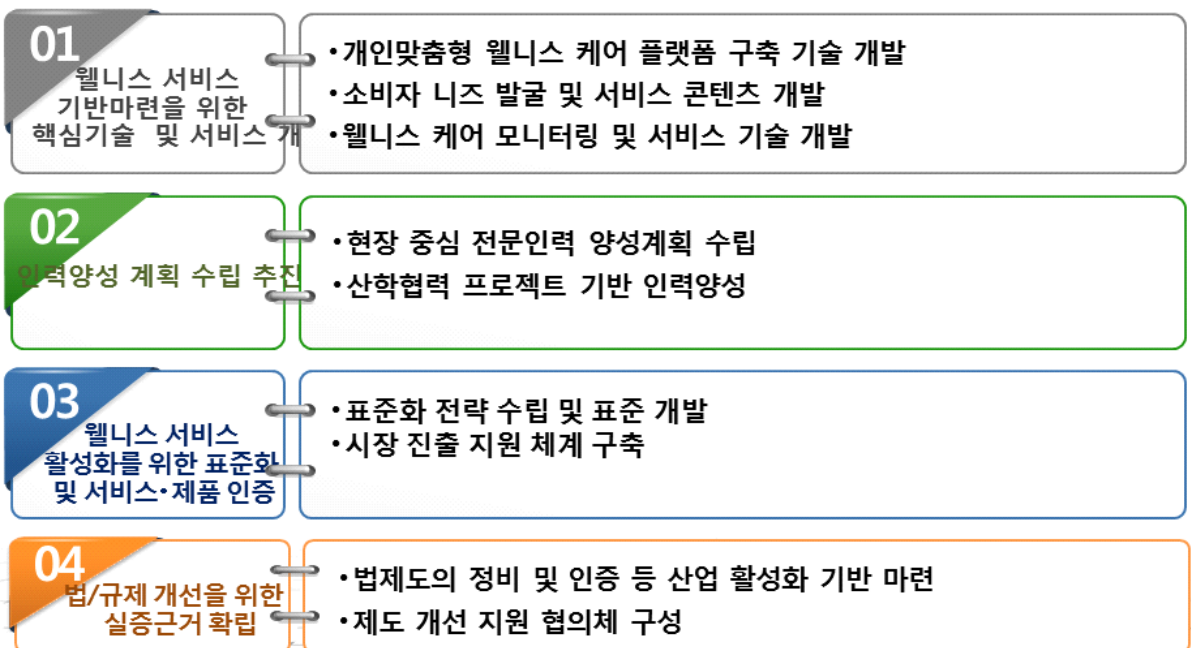 01
웰니스 서비스
기반마련을 위한
핵심기술 및 서비스 개
•개인맞춤형 웰니스 케어 플랫폼 구축 기술 개발
•소비자 니즈 발굴 및 서비스 콘텐츠 개발
•웰니스 케어 모니터링 및 서비스 기술 개발
02
인력양성 계획 수립 추진
•현장 중심 전문인력 양성계획 수립
•산학협력 프로젝트 기반 인력양성
03
웰니스 서비스
활성화를 위한 표준화
및 서비스•제품 인증
•표준화 전략 수립 및 표준 개발
•시장 진출 지원 체계 구축
04
법/규제 개선을 위한
실증근거 확립
•법제도의 정비 및 인증 등 산업 활성화 기반 마련
•제도 개선 지원 협의체 구성